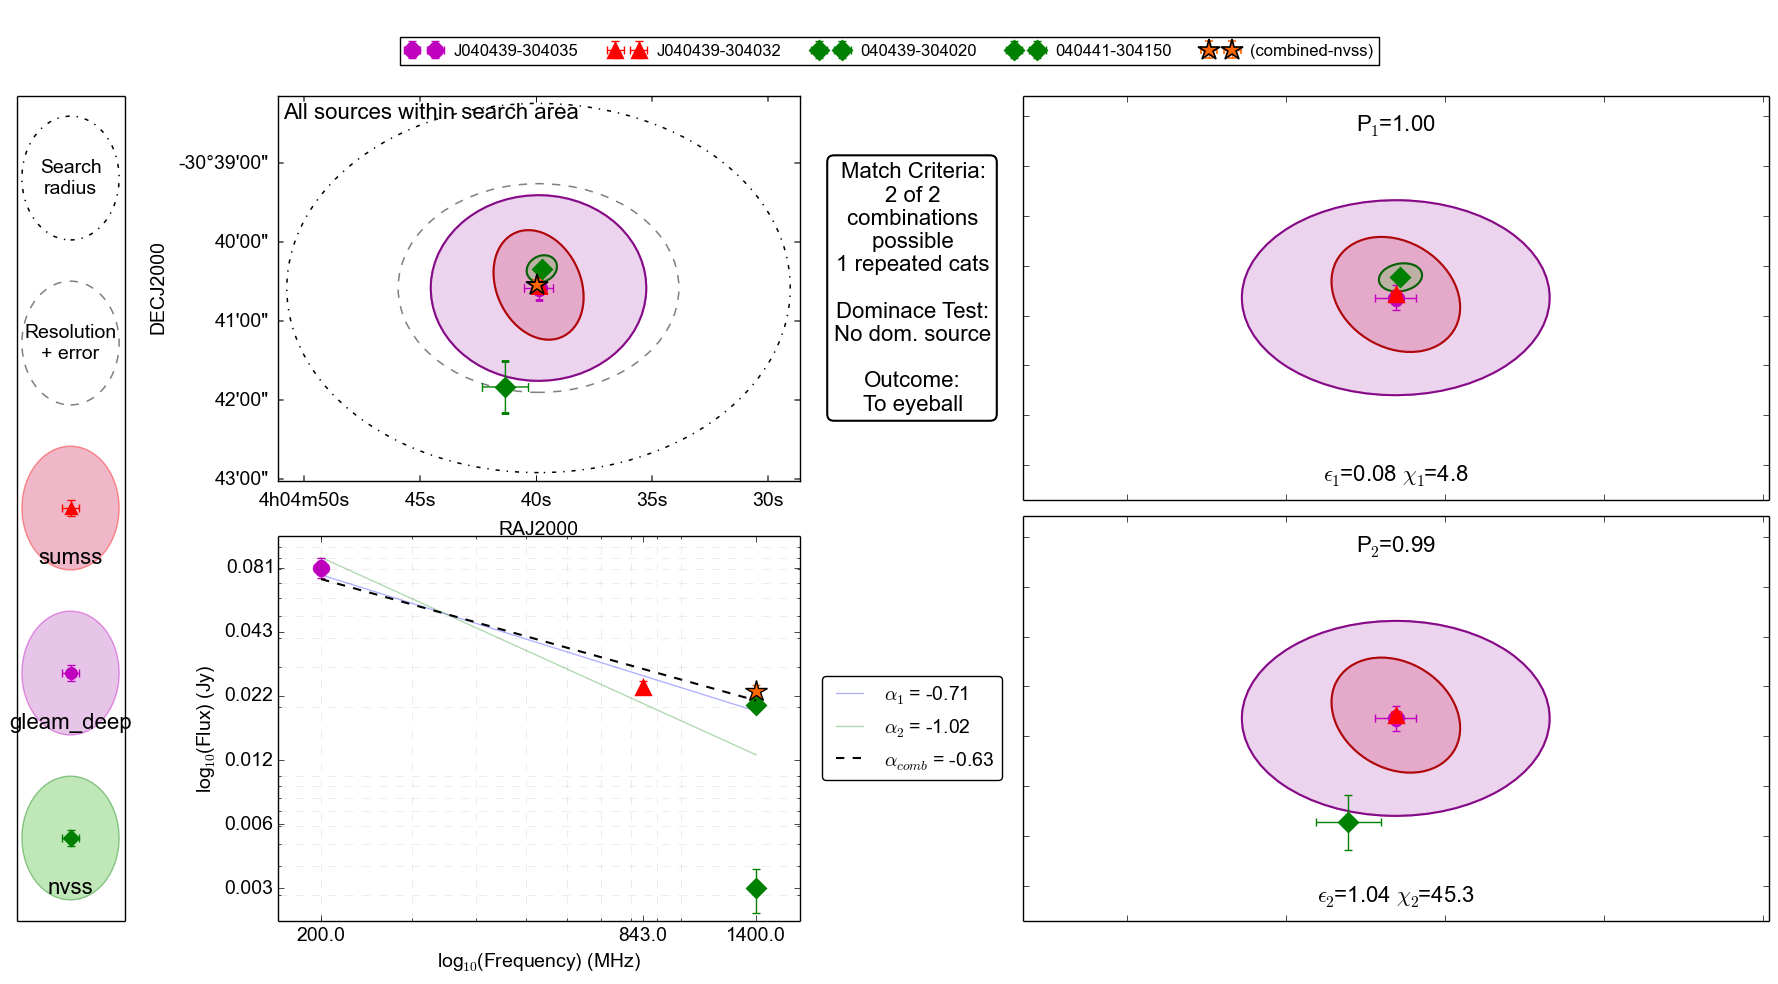 J040439-304035 J040439-304032 040439-304020 040441-304150 (combined-nvss)
Search
radius
Resolution
+ error
sumss
gleam_deep
nvss
All sources within search area
DECJ2000
-30°39'00"
40'00"
41'00"
42'00"
43'00"
4h04m50s 45s 40s 35s 30s
RAJ2000
Match Criteria:
2 of 2
combinations
possible
1 repeated cats
Dominace Test:
No dom. source
Outcome:
To eyeball
P₁=1.00
ϵ₁=0.08 χ₁=4.8
log₁₀(Flux) (Jy)
0.081
0.043
0.022
0.012
0.006
0.003
200.0 843.0 1400.0
log₁₀(Frequency) (MHz)
α₁ = -0.71
α₂ = -1.02
α_comb = -0.63
P₂=0.99
ϵ₂=1.04 χ₂=45.3